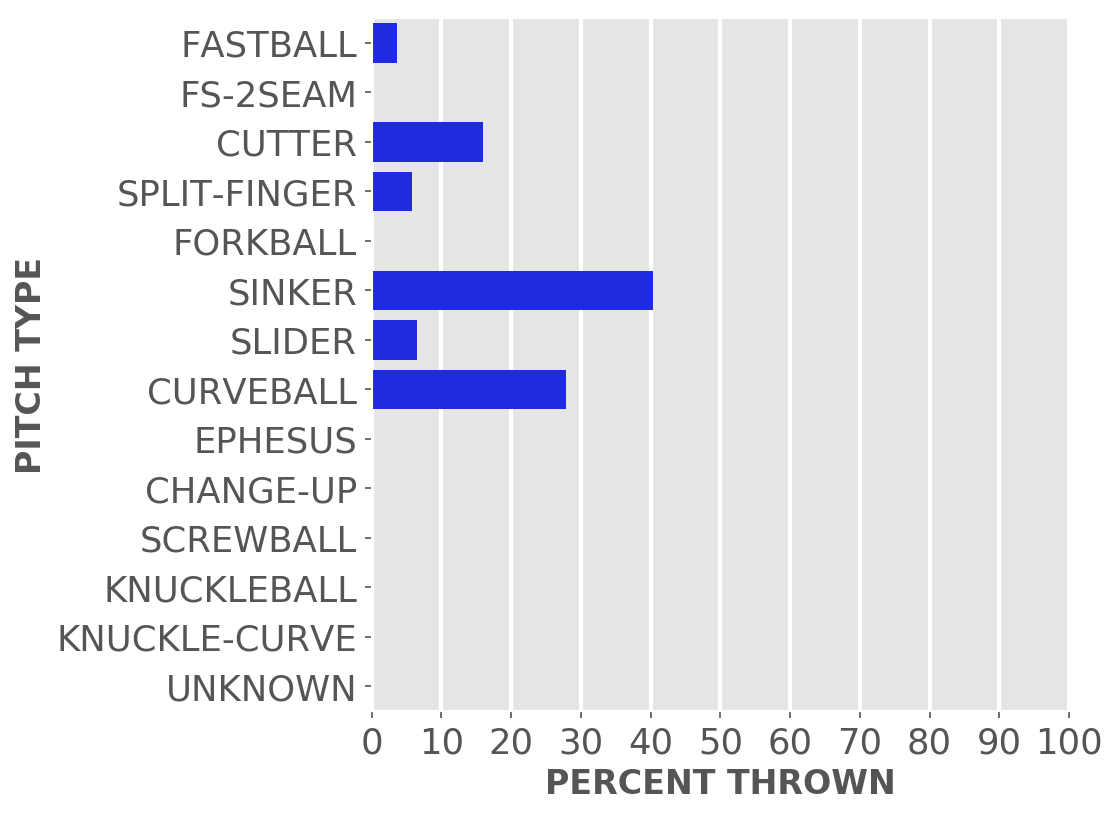 FASTBALL
FS-2SEAM
CUTTER
SPLIT-FINGER
FORKBALL
SINKER
SLIDER
CURVEBALL
EPHESUS
CHANGE-UP
SCREWBALL
KNUCKLEBALL
KNUCKLE-CURVE
UNKNOWN
PITCH TYPE
0 10 20 30 40 50 60 70 80 90 100
PERCENT THROWN